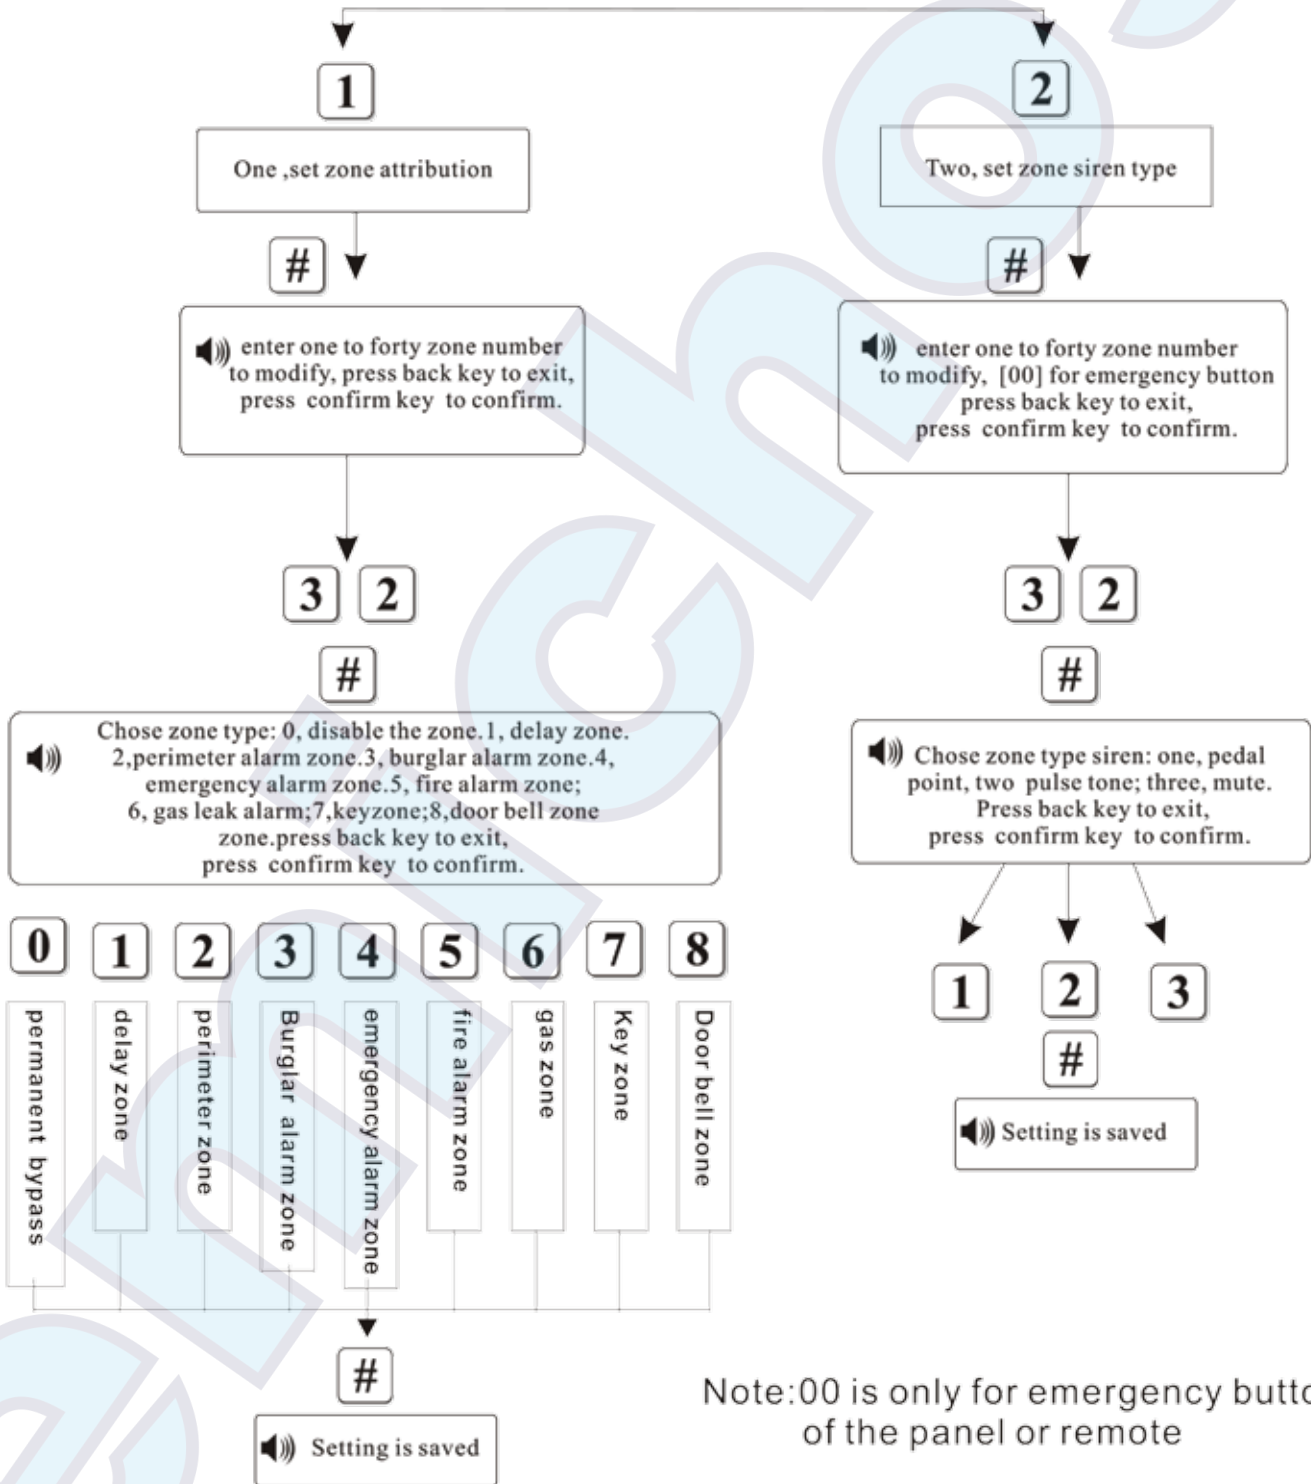 1
One ,set zone attribution
#
enter one to forty zone number
to modify, press back key to exit,
press confirm key to confirm.
3 2
#
Chose zone type: 0, disable the zone.1, delay zone.
2,perimeter alarm zone.3, burglar alarm zone.4,
emergency alarm zone.5, fire alarm zone;
6, gas leak alarm;7,keyzone;8,door bell zone
zone.press back key to exit,
press confirm key to confirm.
0 1 2 3 4 5 6 7 8
permanent bypass
delay zone
perimeter zone
Burglar alarm zone
emergency alarm zone
fire alarm zone
gas zone
Key zone
Door bell zone
#
Setting is saved
2
Two, set zone siren type
#
enter one to forty zone number
to modify, [00] for emergency button
press back key to exit,
press confirm key to confirm.
3 2
#
Chose zone type siren: one, pedal
point, two pulse tone; three, mute.
Press back key to exit,
press confirm key to confirm.
1 2 3
#
Setting is saved
Note:00 is only for emergency butto
of the panel or remote